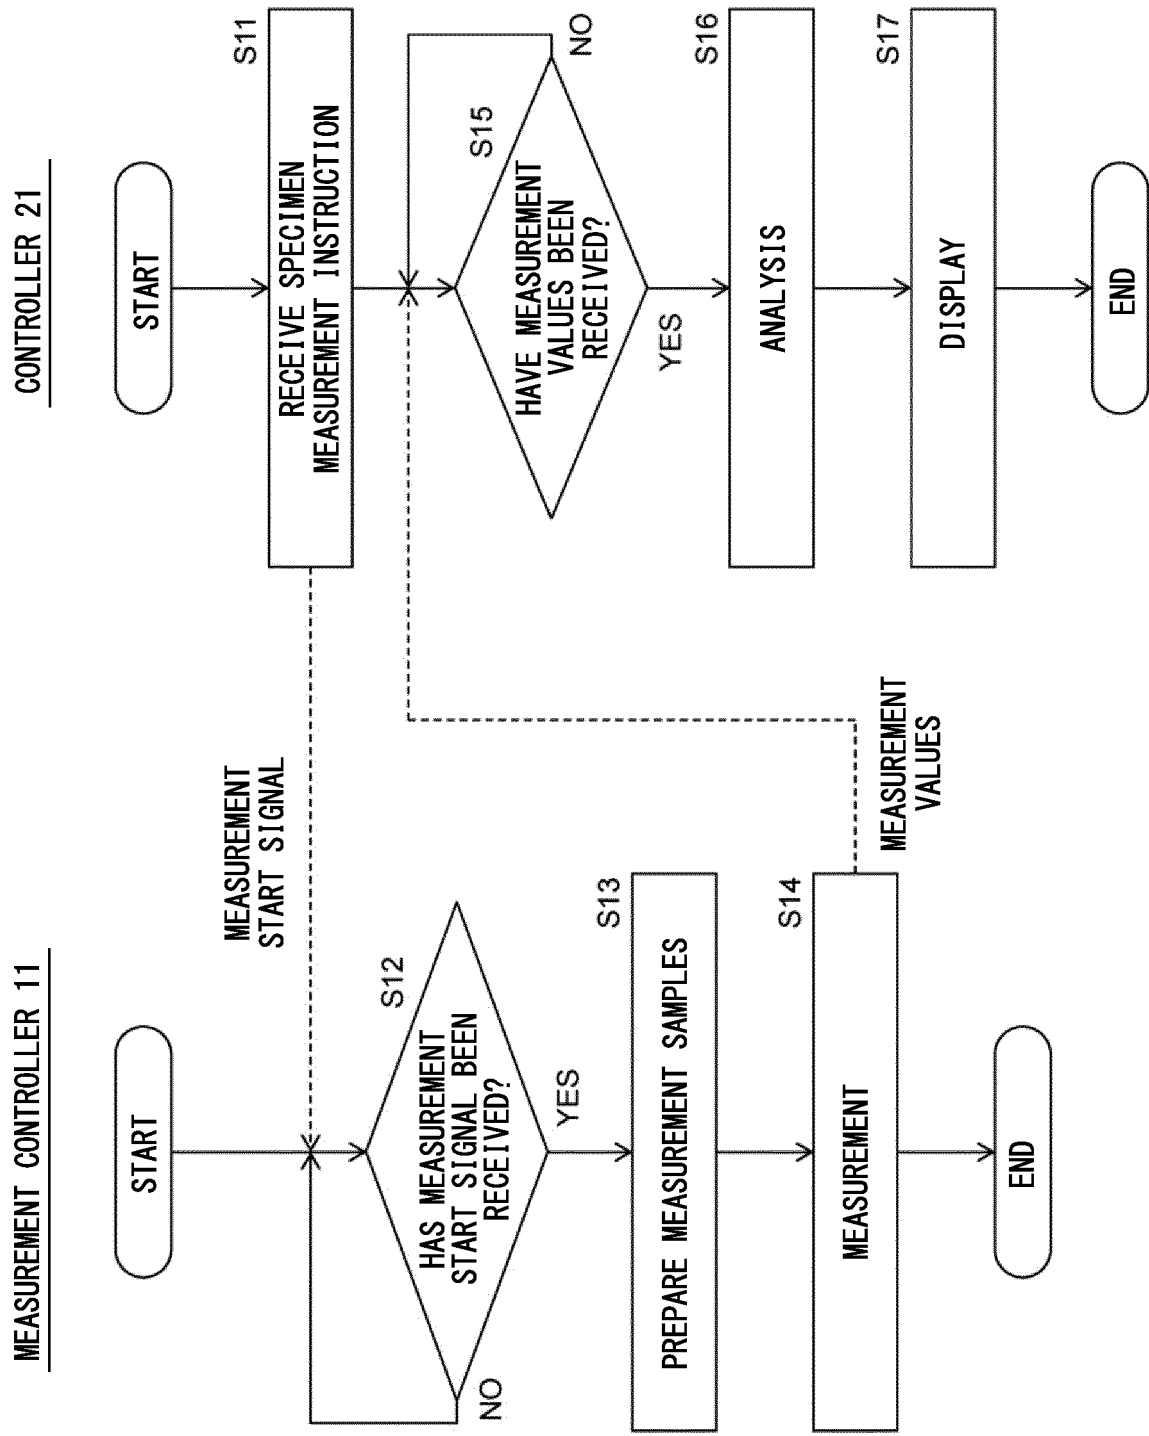 MEASUREMENT CONTROLLER 11
START
HAS MEASUREMENT
START SIGNAL BEEN
RECEIVED?
S12
NO
YES
PREPARE MEASUREMENT SAMPLES
S13
MEASUREMENT
S14
END
MEASUREMENT
START SIGNAL
MEASUREMENT
VALUES
CONTROLLER 21
START
RECEIVE SPECIMEN
MEASUREMENT INSTRUCTION
S11
HAVE MEASUREMENT
VALUES BEEN
RECEIVED?
S15
NO
YES
ANALYSIS
S16
DISPLAY
S17
END